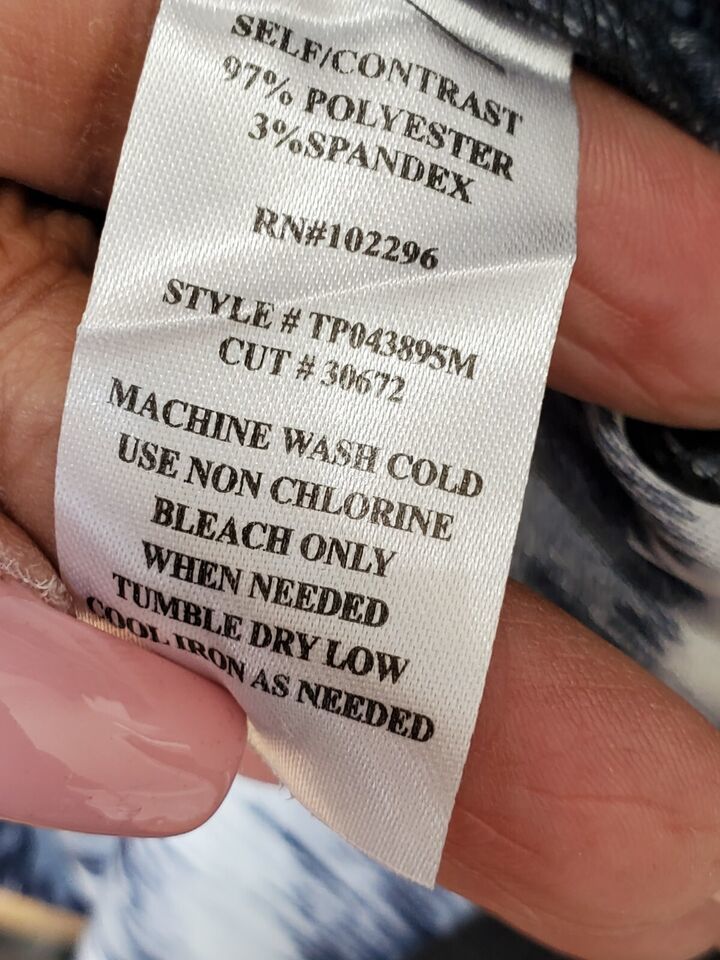 SELF/CONTRAST
97% POLYESTER
3%SPANDEX
RN#102296
STYLE # TP043895M
CUT # 30672
MACHINE WASH COLD
USE NON CHLORINE
BLEACH ONLY
WHEN NEEDED
TUMBLE DRY LOW
COOL IRON AS NEEDED